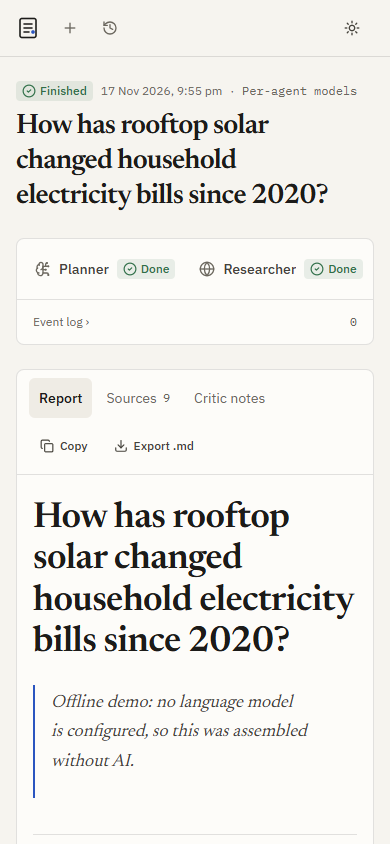 Finished 17 Nov 2026, 9:55 pm · Per-agent models
How has rooftop solar
changed household
electricity bills since 2020?
Planner Done Researcher Done
Event log › 0
Report Sources 9 Critic notes
Copy Export .md
How has rooftop
solar changed
household electricity
bills since 2020?
Offline demo: no language model
is configured, so this was assembled
without AI.